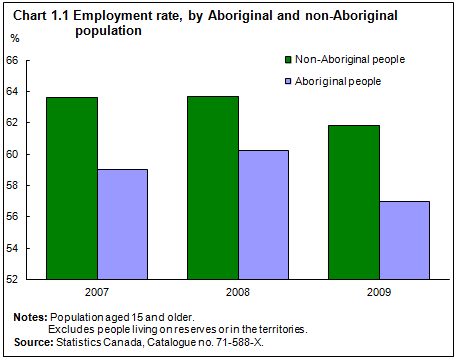 Chart 1.1 Employment rate, by Aboriginal and non-Aboriginal
population
%
Non-Aboriginal people
Aboriginal people
66
64
62
60
58
56
54
52
2007 2008 2009
Notes: Population aged 15 and older.
Excludes people living on reserves or in the territories.
Source: Statistics Canada, Catalogue no. 71-588-X.